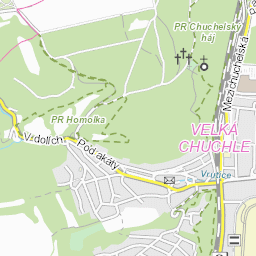 PR Chuchelský
háj
Mezichuchelská
PR Homolka
VELKÁ
CHUCHLE
V dolích
Pod akáty
Vrutice